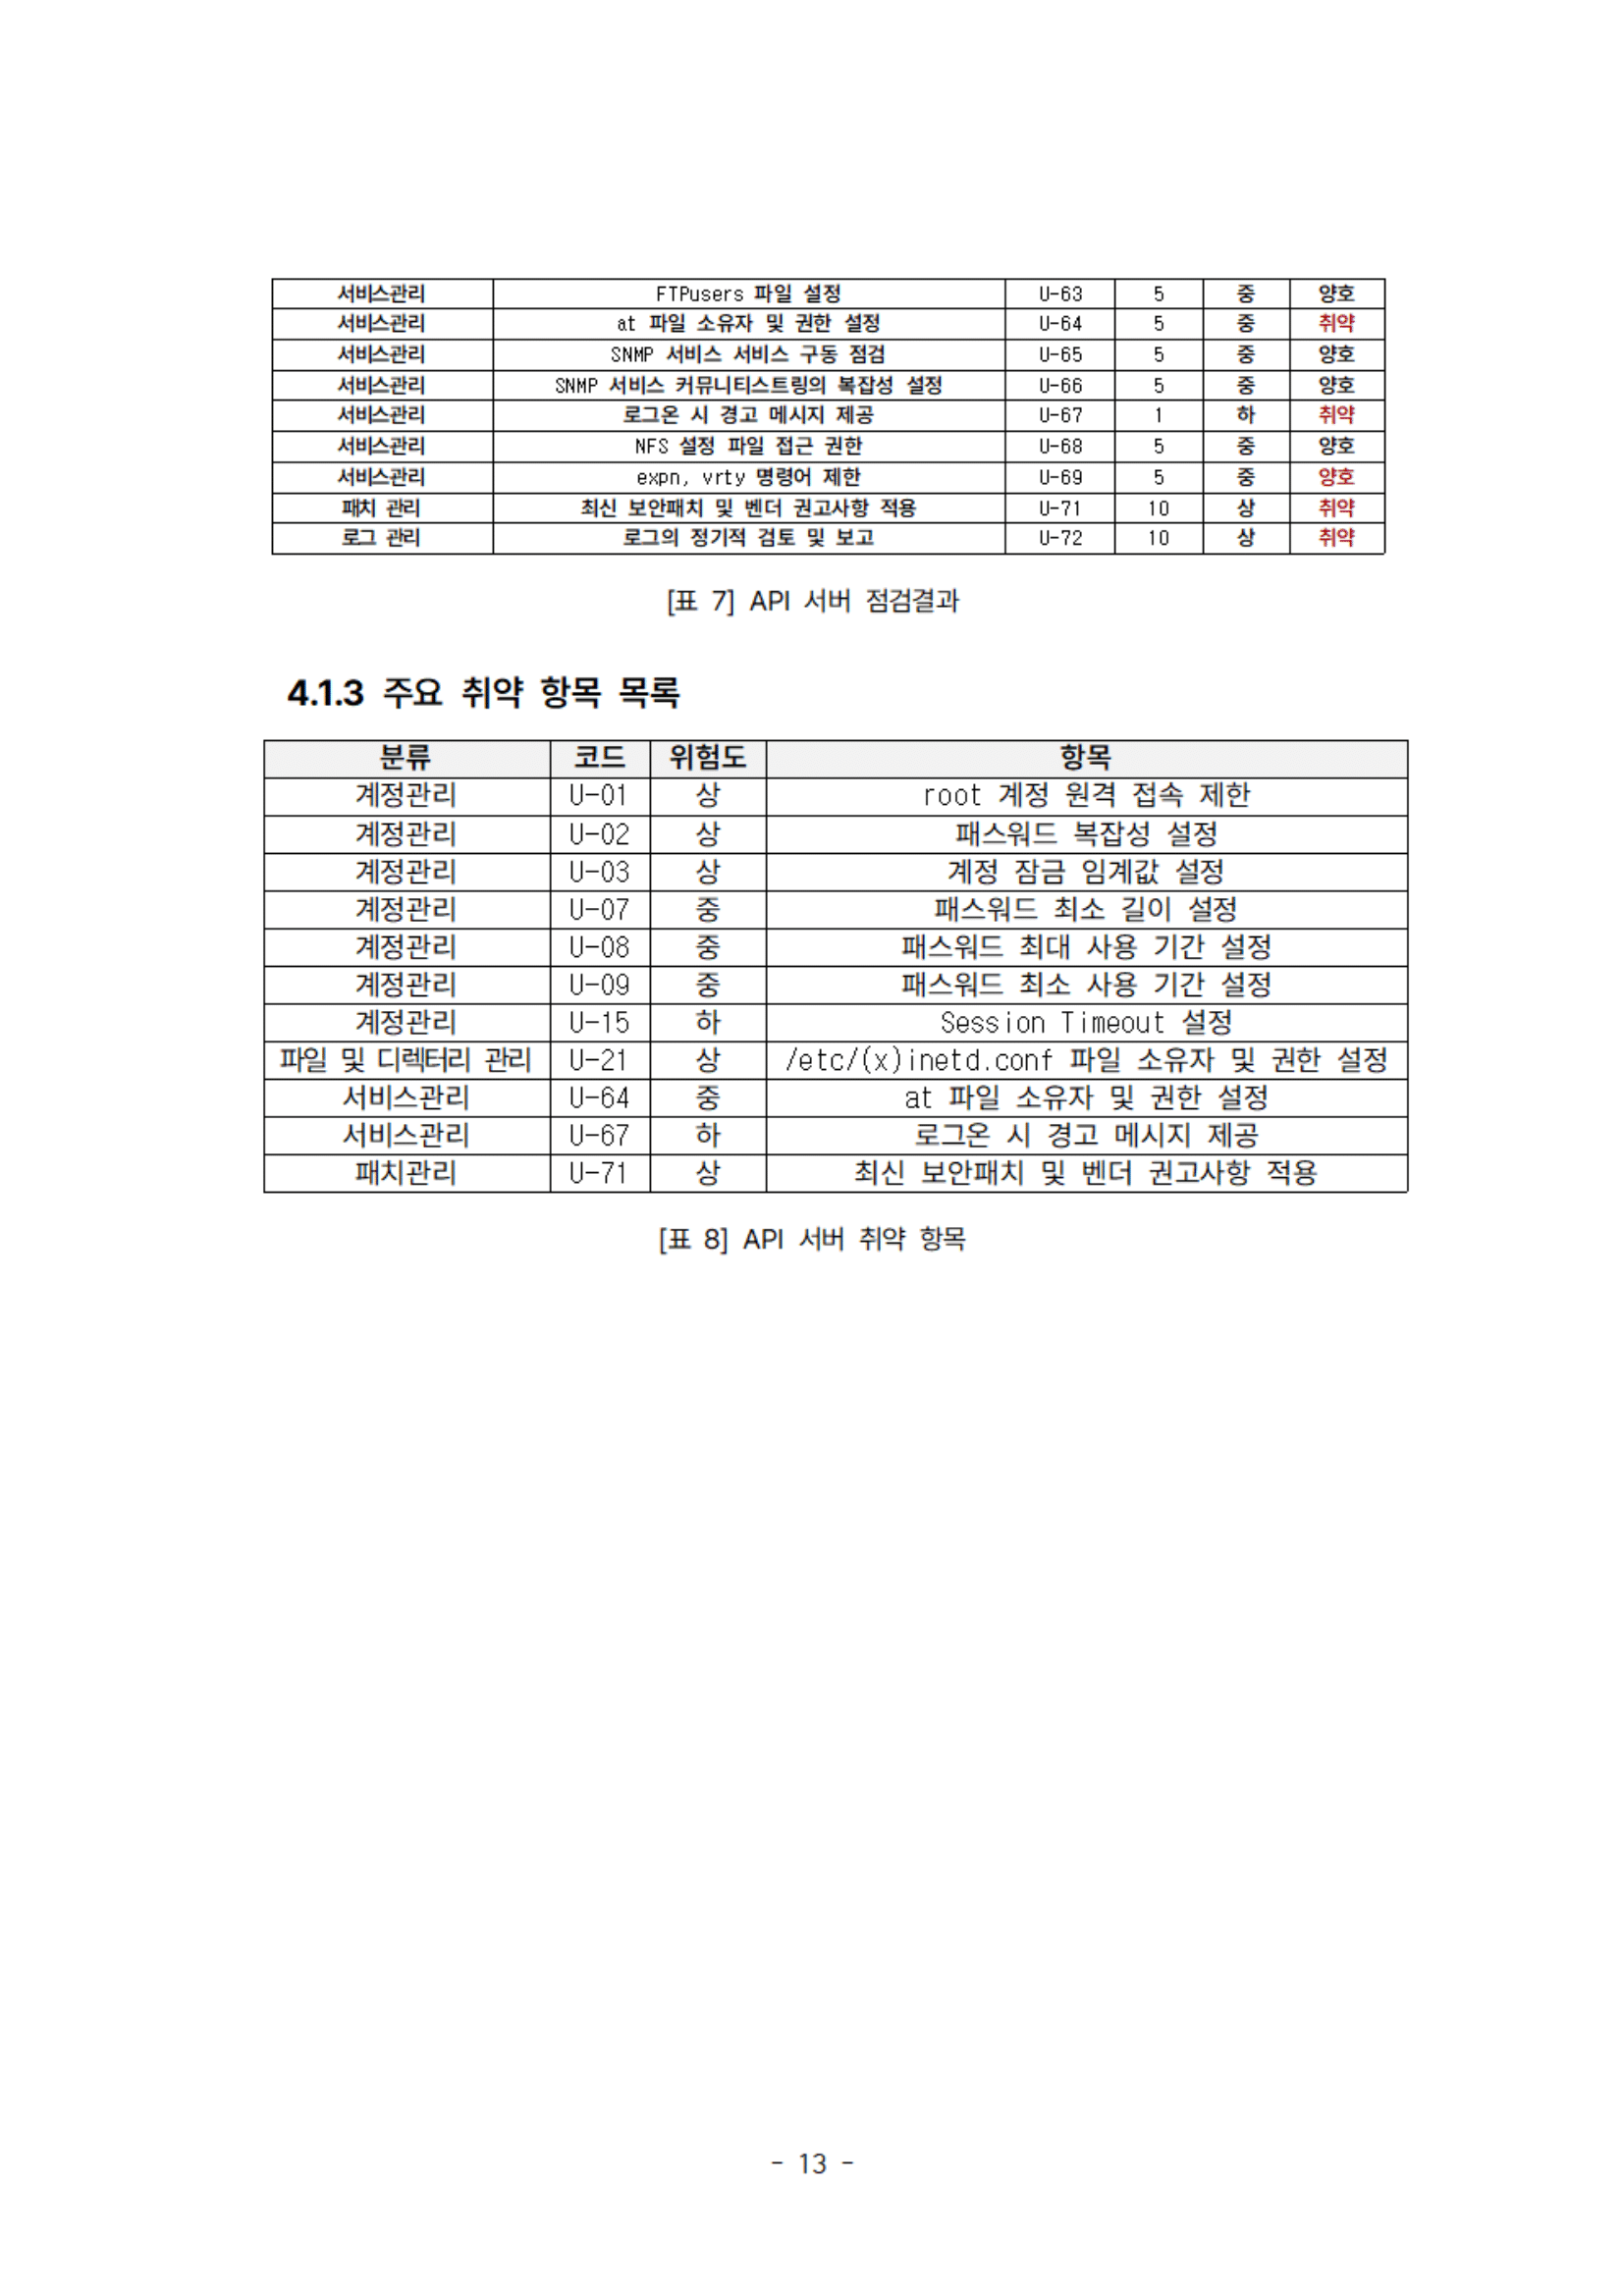 서비스관리 FTPusers 파일 설정 U-63 5 중 양호
서비스관리 at 파일 소유자 및 권한 설정 U-64 5 중 취약
서비스관리 SNMP 서비스 서비스 구동 점검 U-65 5 중 양호
서비스관리 SNMP 서비스 커뮤니티스트링의 복잡성 설정 U-66 5 중 양호
서비스관리 로그온 시 경고 메시지 제공 U-67 1 하 취약
서비스관리 NFS 설정 파일 접근 권한 U-68 5 중 양호
서비스관리 expn, vrty 명령어 제한 U-69 5 중 양호
패치 관리 최신 보안패치 및 벤더 권고사항 적용 U-71 10 상 취약
로그 관리 로그의 정기적 검토 및 보고 U-72 10 상 취약
[표 7] API 서버 점검결과
4.1.3 주요 취약 항목 목록
분류 코드 위험도 항목
계정관리 U-01 상 root 계정 원격 접속 제한
계정관리 U-02 상 패스워드 복잡성 설정
계정관리 U-03 상 계정 잠금 임계값 설정
계정관리 U-07 중 패스워드 최소 길이 설정
계정관리 U-08 중 패스워드 최대 사용 기간 설정
계정관리 U-09 중 패스워드 최소 사용 기간 설정
계정관리 U-15 하 Session Timeout 설정
파일 및 디렉터리 관리 U-21 상 /etc/(x)inetd.conf 파일 소유자 및 권한 설정
서비스관리 U-64 중 at 파일 소유자 및 권한 설정
서비스관리 U-67 하 로그온 시 경고 메시지 제공
패치관리 U-71 상 최신 보안패치 및 벤더 권고사항 적용
[표 8] API 서버 취약 항목
- 13 -